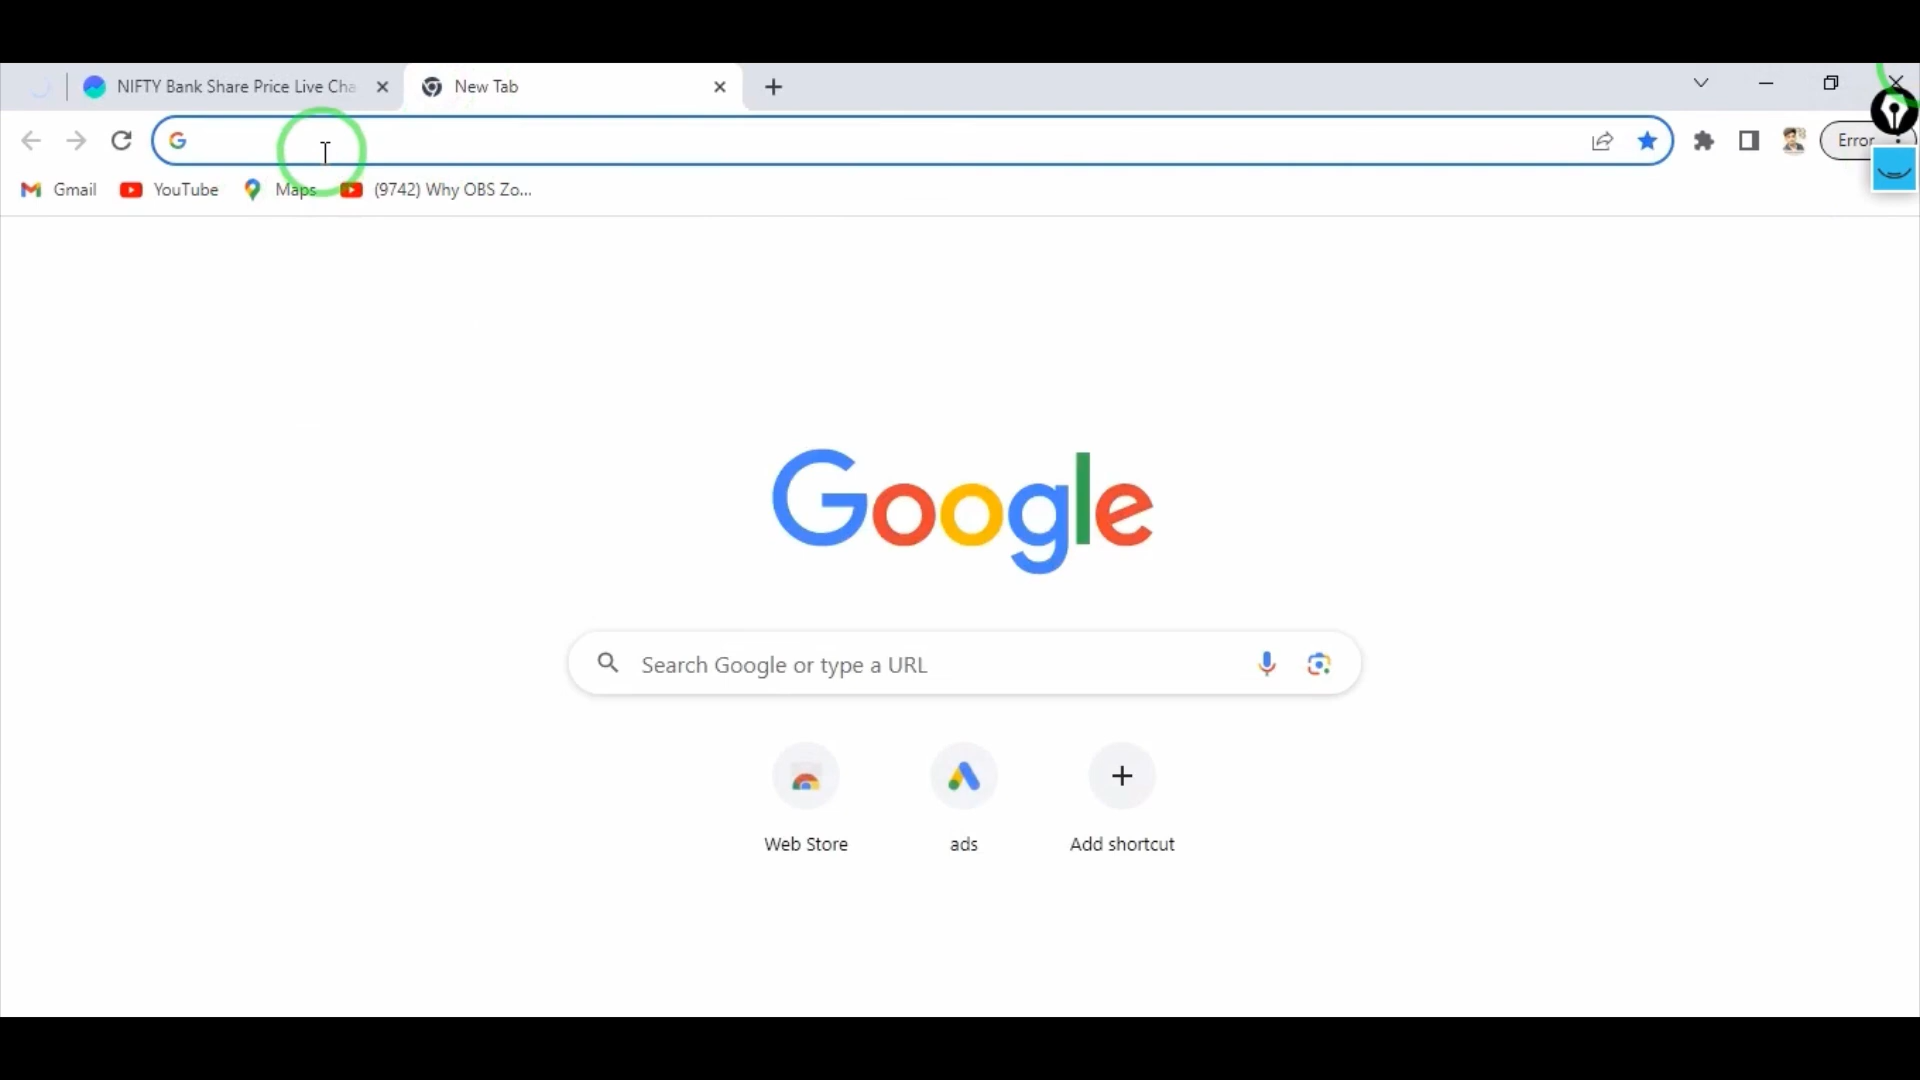 NIFTY Bank Share Price Live Cha
New Tab
Error
Gmail
YouTube
Maps
(9742) Why OBS Zo...
Google
Search Google or type a URL
Web Store
ads
Add shortcut